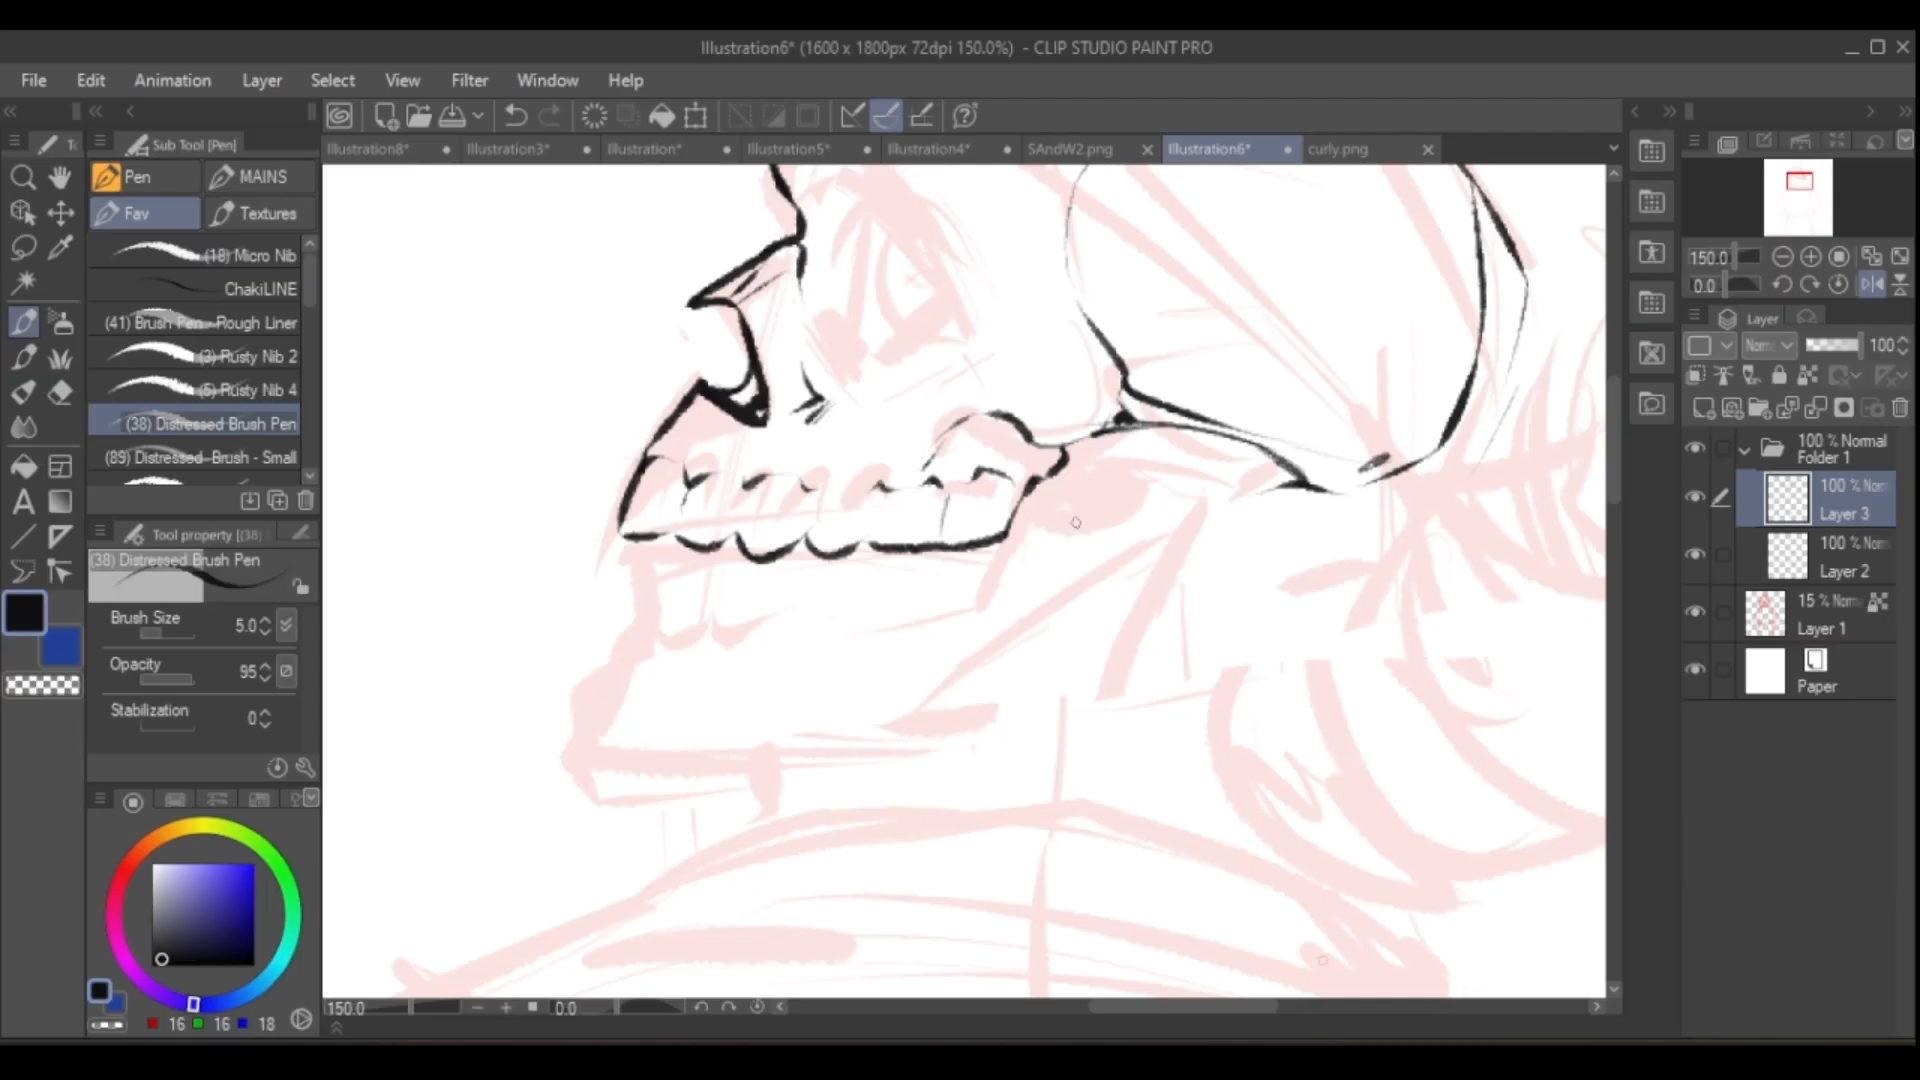 Illustration6* (1600 x 1800px 72dpi 150.0%) - CLIP STUDIO PAINT PRO
File Edit Animation Layer Select View Filter Window Help
Sub Tool [Pen]
Illustration8* Illustration3* Illustration* Illustration5* Illustration4* SAndW2.png Illustration6* curly.png
Pen MAINS
Fav Textures
(18) Micro Nib
ChakiLINE
(41) Brush Pen - Rough Liner
(3) Rusty Nib 2
(5) Rusty Nib 4
(38) Distressed Brush Pen
(89) Distressed Brush - Small
Tool property [(38)
(38) Distressed Brush Pen
Brush Size 5.0
Opacity 95
Stabilization 0
16 16 18
150.0 0.0
150.0
0.0
Layer
Norma 100
100 % Normal
Folder 1
100 % Norn
Layer 3
100 % Norn
Layer 2
15 % Norm
Layer 1
Paper